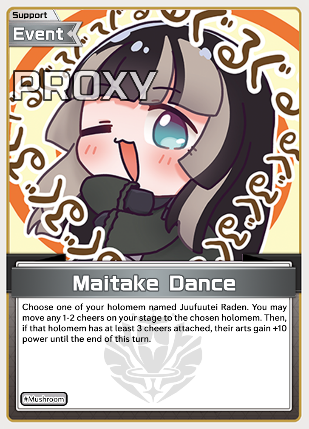 Support
Event
PROXY
Maitake Dance
Choose one of your holomem named Juufuutei Raden. You may
move any 1-2 cheers on your stage to the chosen holomem. Then,
if that holomem has at least 3 cheers attached, their arts gain +10
power until the end of this turn.
#Mushroom